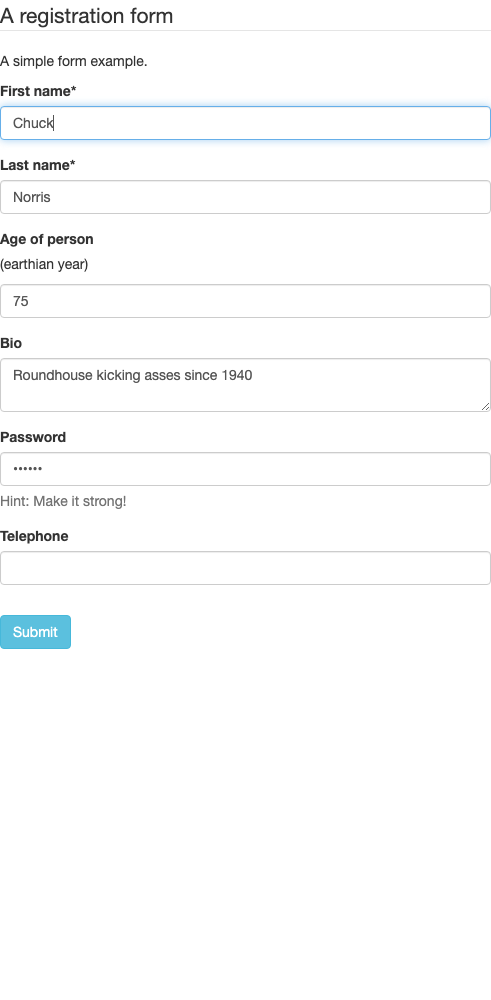 A registration form
A simple form example.
First name*
Chuck
Last name*
Norris
Age of person
(earthian year)
75
Bio
Roundhouse kicking asses since 1940
Password
••••••
Hint: Make it strong!
Telephone
Submit